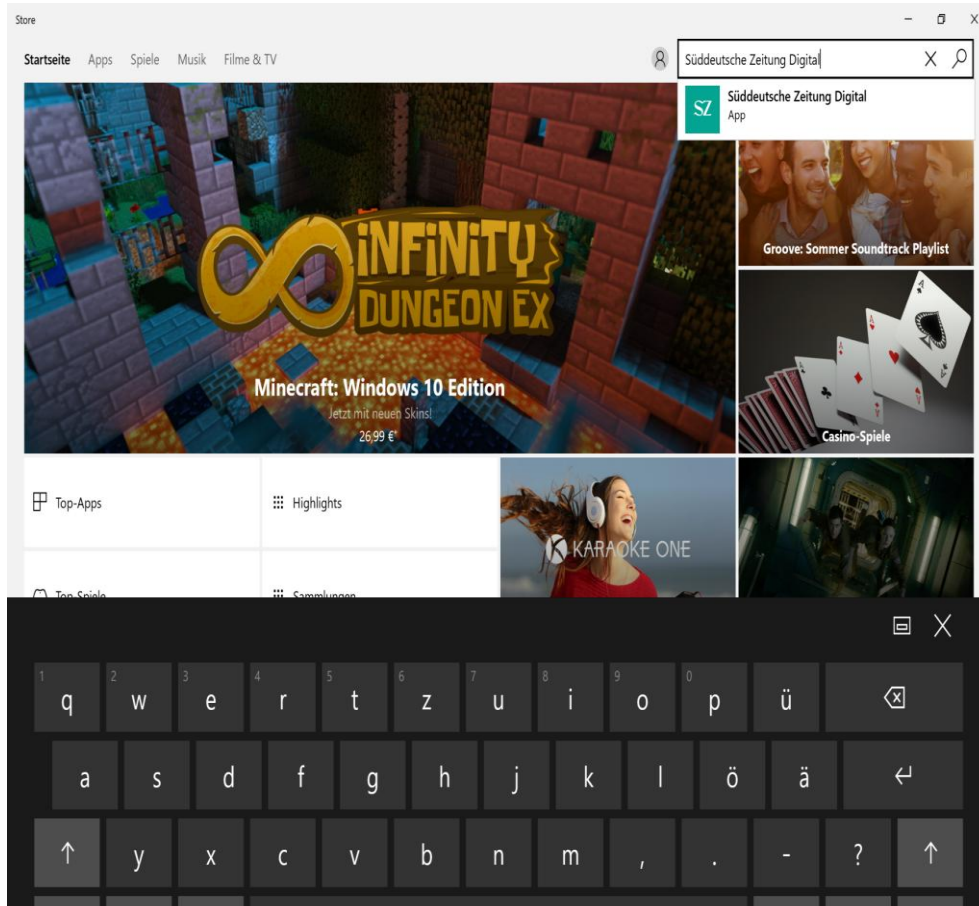 Store
Startseite Apps Spiele Musik Filme & TV
Süddeutsche Zeitung Digital
SZ
Süddeutsche Zeitung Digital
App
INFINITY
DUNGEON EX
Minecraft: Windows 10 Edition
Jetzt mit neuen Skins!
26,99 €*
Groove: Sommer Soundtrack Playlist
A A A A
Casino-Spiele
Top-Apps
Highlights
KARAOKE ONE
Top-Spiele
Sammlungen
1 2 3 4 5 6 7 8 9 0
q w e r t z u i o p ü
a s d f g h j k l ö ä
y x c v b n m , . - ?